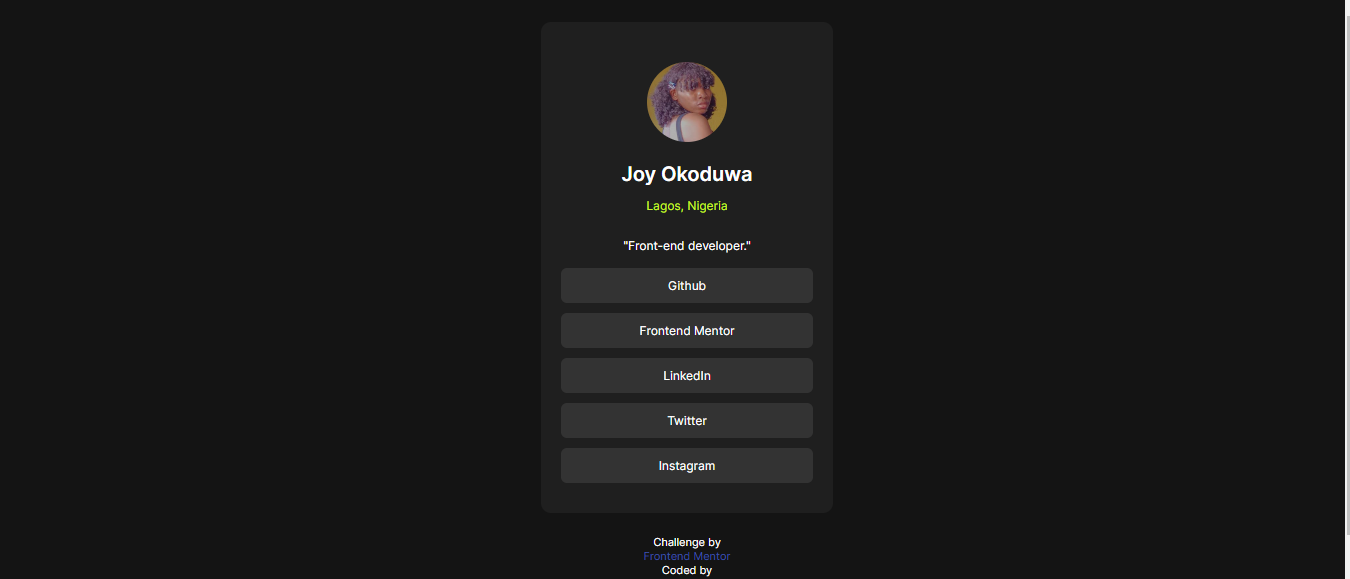 Joy Okoduwa
Lagos, Nigeria
"Front-end developer."
Github
Frontend Mentor
LinkedIn
Twitter
Instagram
Challenge by
Frontend Mentor
Coded by